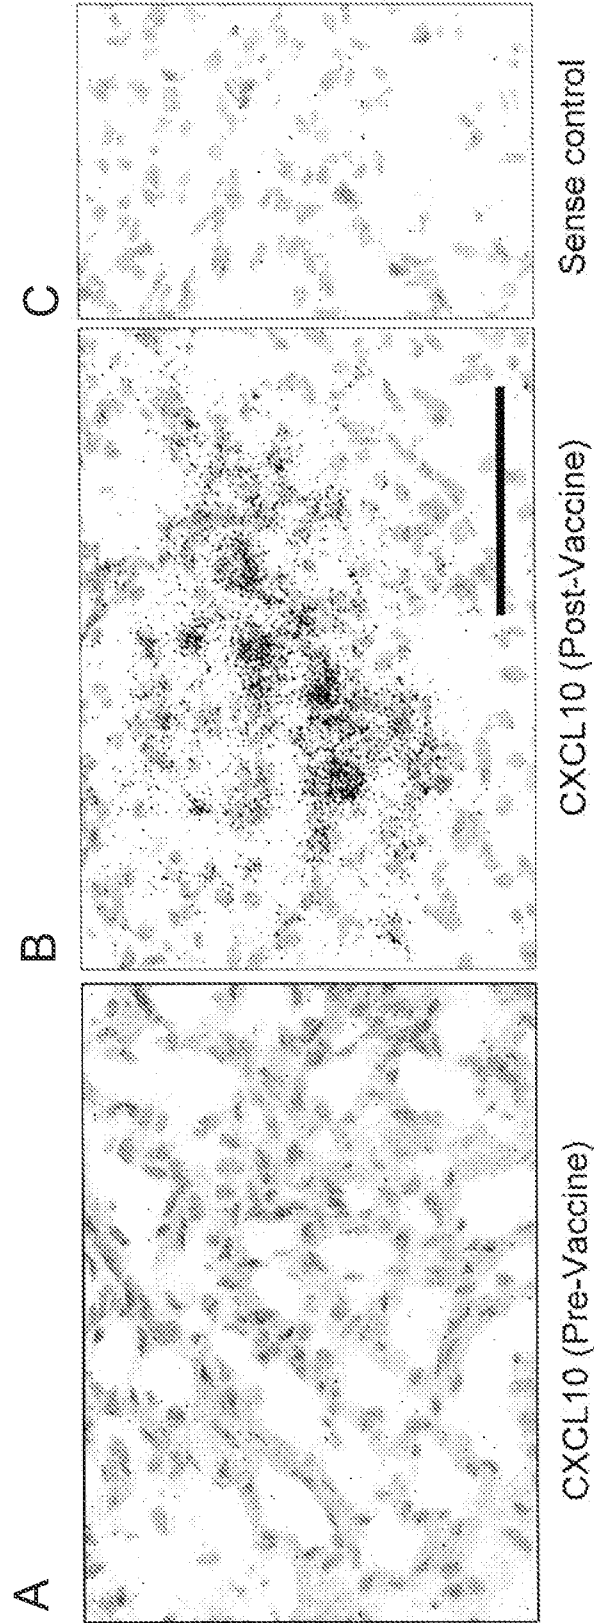 A
B
C
CXCL10 (Pre-Vaccine)
CXCL10 (Post-Vaccine)
Sense control